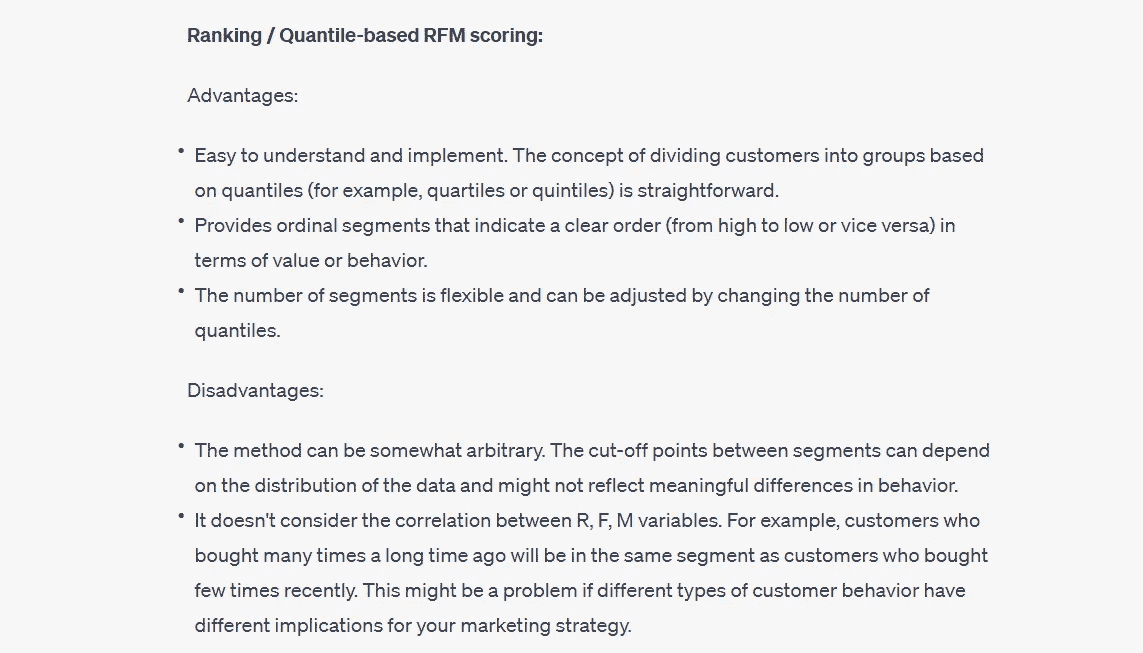 Ranking / Quantile-based RFM scoring:
Advantages:
• Easy to understand and implement. The concept of dividing customers into groups based
on quantiles (for example, quartiles or quintiles) is straightforward.
• Provides ordinal segments that indicate a clear order (from high to low or vice versa) in
terms of value or behavior.
• The number of segments is flexible and can be adjusted by changing the number of
quantiles.
Disadvantages:
• The method can be somewhat arbitrary. The cut-off points between segments can depend
on the distribution of the data and might not reflect meaningful differences in behavior.
• It doesn't consider the correlation between R, F, M variables. For example, customers who
bought many times a long time ago will be in the same segment as customers who bought
few times recently. This might be a problem if different types of customer behavior have
different implications for your marketing strategy.